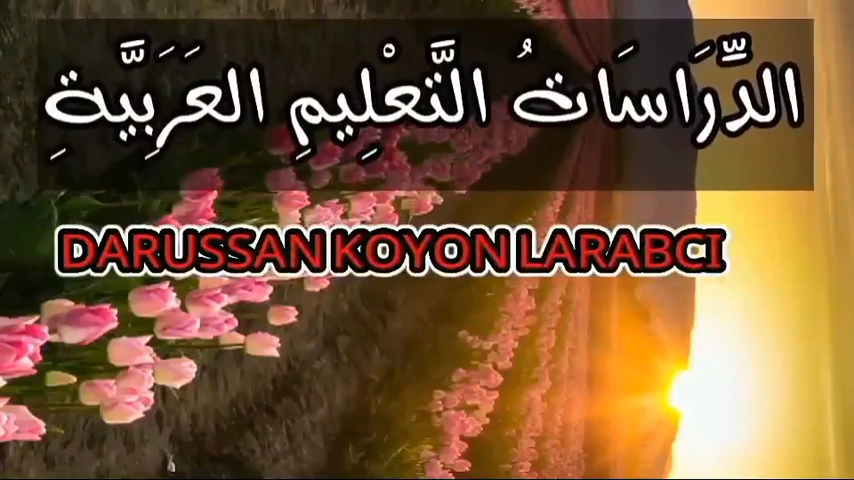 الدِّرَاسَاتُ التَّعْلِيمِ العَرَبِيَّةِ
DARUSSAN KOYON LARABCI